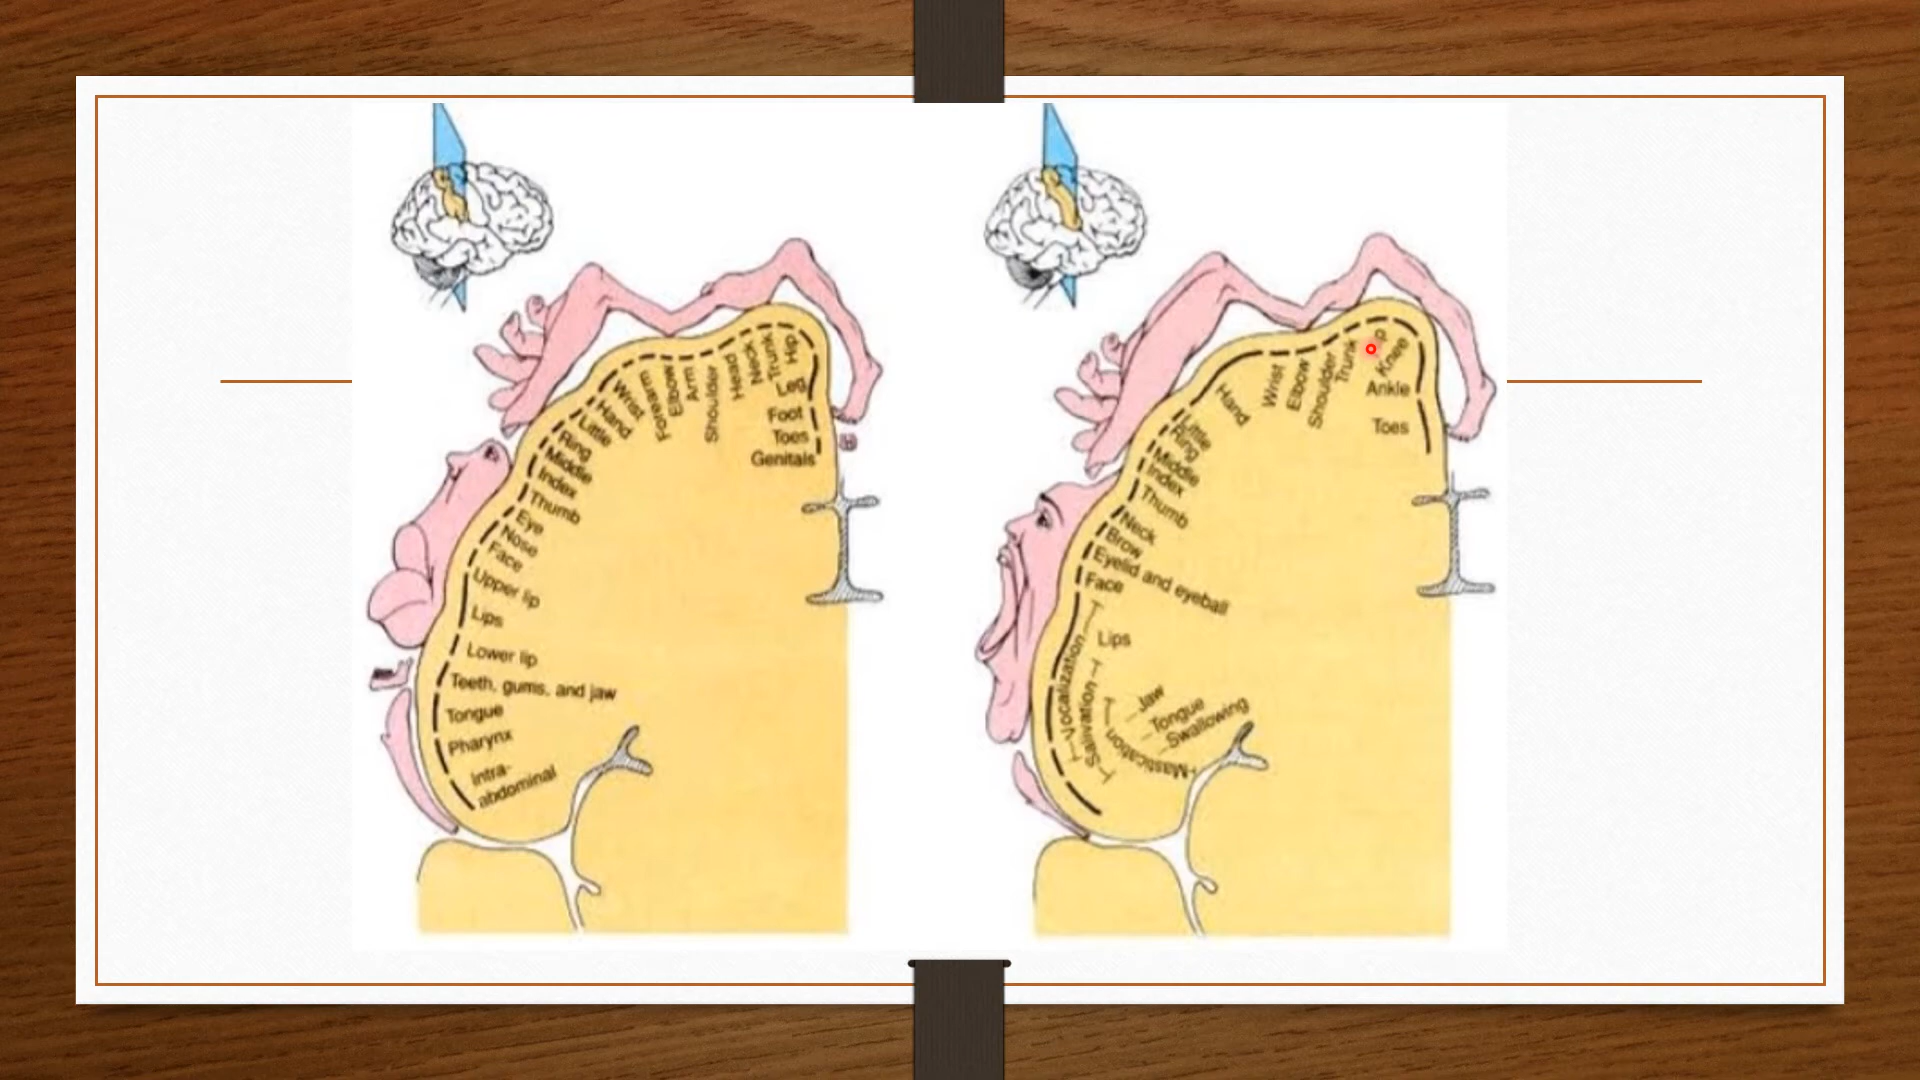 Genitals
Toes
Foot
Leg
Hip
Trunk
Neck
Head
Shoulder
Arm
Elbow
Forearm
Wrist
Hand
Little
Ring
Middle
Index
Thumb
Eye
Nose
Face
Upper lip
Lips
Lower lip
Teeth, gums, and jaw
Tongue
Pharynx
Intra-
abdominal
Toes
Ankle
Knee
Trunk
Shoulder
Elbow
Wrist
Hand
Little
Ring
Middle
Index
Thumb
Neck
Brow
Eyelid and eyeball
Face
Lips
Vocalization
Salivation
Mastication
Jaw
Tongue
Swallowing